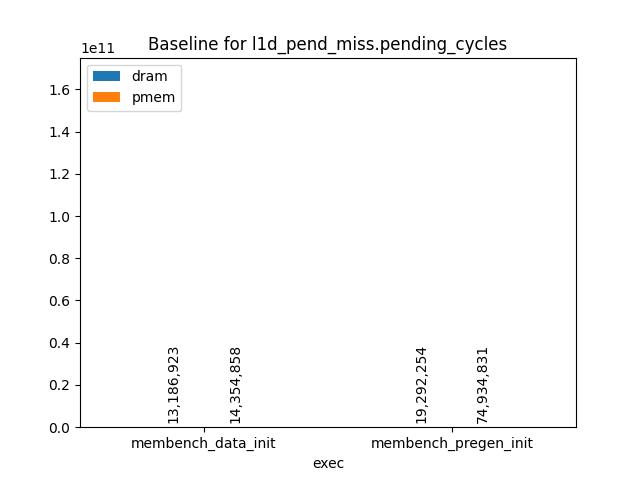 Baseline for l1d_pend_miss.pending_cycles
1e11
dram
pmem
1.6
1.4
1.2
1.0
0.8
0.6
0.4
0.2
0.0
13,186,923
14,354,858
19,292,254
74,934,831
membench_data_init
membench_pregen_init
exec